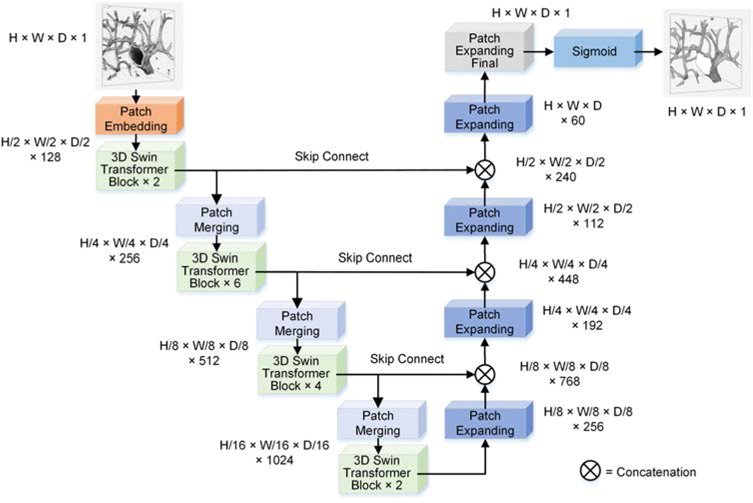 H × W × D × 1
H × W × D × 1
Patch
Expanding
Final
Sigmoid
H × W × D × 1
Patch
Embedding
Patch
Expanding
H × W × D
× 60
H/2 × W/2 × D/2
× 128
3D Swin
Transformer
Block × 2
Skip Connect
H/2 × W/2 × D/2
× 240
Patch
Merging
Patch
Expanding
H/2 × W/2 × D/2
× 112
H/4 × W/4 × D/4
× 256
3D Swin
Transformer
Block × 6
Skip Connect
H/4 × W/4 × D/4
× 448
Patch
Merging
Patch
Expanding
H/4 × W/4 × D/4
× 192
H/8 × W/8 × D/8
× 512
3D Swin
Transformer
Block × 4
Skip Connect
H/8 × W/8 × D/8
× 768
Patch
Merging
Patch
Expanding
H/8 × W/8 × D/8
× 256
H/16 × W/16 × D/16
× 1024
3D Swin
Transformer
Block × 2
= Concatenation